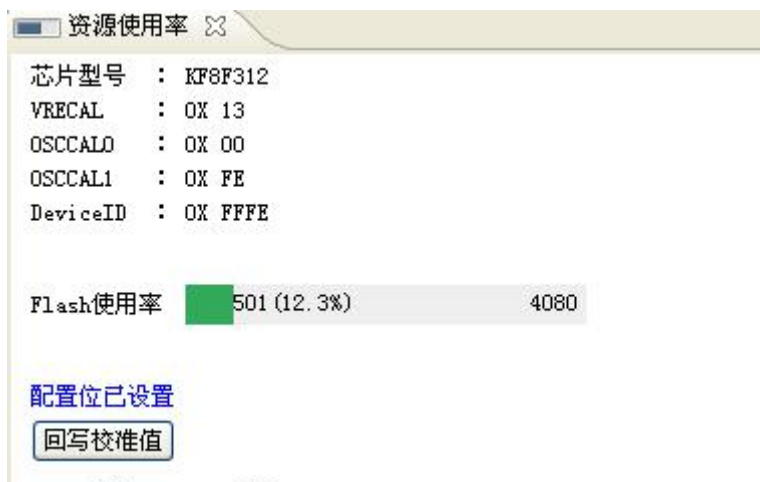 资源使用率
芯片型号 : KF8F312
VRECAL : 0X 13
OSCCAL0 : 0X 00
OSCCAL1 : 0X FE
DeviceID : 0X FFFE
Flash使用率 501(12.3%) 4080
配置位已设置
回写校准值